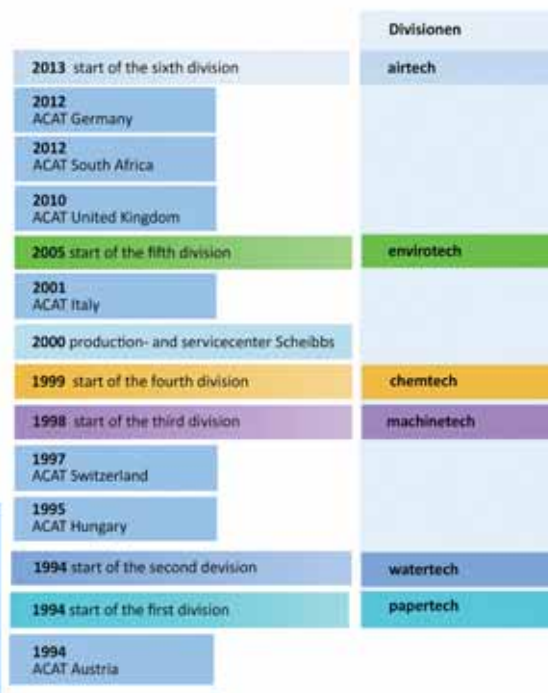 Divisionen
2013 start of the sixth division
airtech
2012
ACAT Germany
2012
ACAT South Africa
2010
ACAT United Kingdom
2005 start of the fifth division
envirotech
2001
ACAT Italy
2000 production- and servicecenter Scheibbs
1999 start of the fourth division
chemtech
1998 start of the third division
machinetech
1997
ACAT Switzerland
1995
ACAT Hungary
1994 start of the second devision
watertech
1994 start of the first division
papertech
1994
ACAT Austria